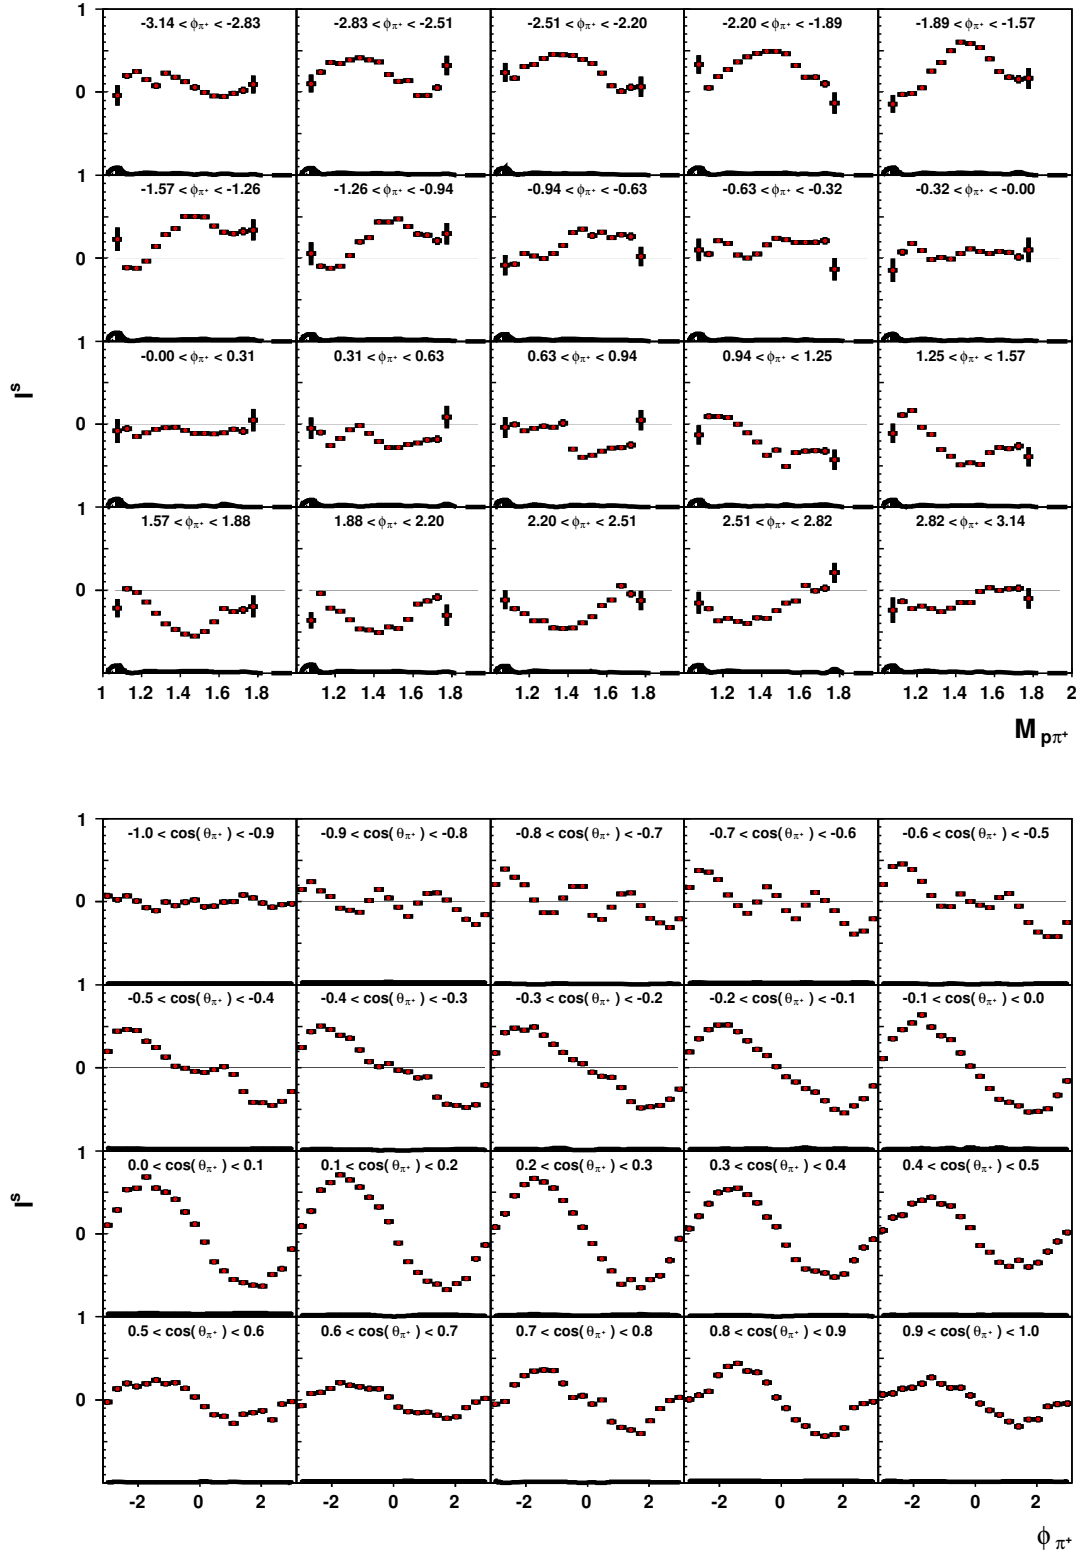 1
-3.14 < ϕπ+ < -2.83
-2.83 < ϕπ+ < -2.51
-2.51 < ϕπ+ < -2.20
-2.20 < ϕπ+ < -1.89
-1.89 < ϕπ+ < -1.57
0
1
-1.57 < ϕπ+ < -1.26
-1.26 < ϕπ+ < -0.94
-0.94 < ϕπ+ < -0.63
-0.63 < ϕπ+ < -0.32
-0.32 < ϕπ+ < -0.00
0
1
-0.00 < ϕπ+ < 0.31
0.31 < ϕπ+ < 0.63
0.63 < ϕπ+ < 0.94
0.94 < ϕπ+ < 1.25
1.25 < ϕπ+ < 1.57
Is
0
1
1.57 < ϕπ+ < 1.88
1.88 < ϕπ+ < 2.20
2.20 < ϕπ+ < 2.51
2.51 < ϕπ+ < 2.82
2.82 < ϕπ+ < 3.14
0
1 1.2 1.4 1.6 1.8 1.2 1.4 1.6 1.8 1.2 1.4 1.6 1.8 1.2 1.4 1.6 1.8 1.2 1.4 1.6 1.8 2
M pπ+
1
-1.0 < cos( θπ+ ) < -0.9
-0.9 < cos( θπ+ ) < -0.8
-0.8 < cos( θπ+ ) < -0.7
-0.7 < cos( θπ+ ) < -0.6
-0.6 < cos( θπ+ ) < -0.5
0
1
-0.5 < cos( θπ+ ) < -0.4
-0.4 < cos( θπ+ ) < -0.3
-0.3 < cos( θπ+ ) < -0.2
-0.2 < cos( θπ+ ) < -0.1
-0.1 < cos( θπ+ ) < 0.0
0
1
0.0 < cos( θπ+ ) < 0.1
0.1 < cos( θπ+ ) < 0.2
0.2 < cos( θπ+ ) < 0.3
0.3 < cos( θπ+ ) < 0.4
0.4 < cos( θπ+ ) < 0.5
Is
0
1
0.5 < cos( θπ+ ) < 0.6
0.6 < cos( θπ+ ) < 0.7
0.7 < cos( θπ+ ) < 0.8
0.8 < cos( θπ+ ) < 0.9
0.9 < cos( θπ+ ) < 1.0
0
-2 0 2 -2 0 2 -2 0 2 -2 0 2 -2 0 2
ϕ π+